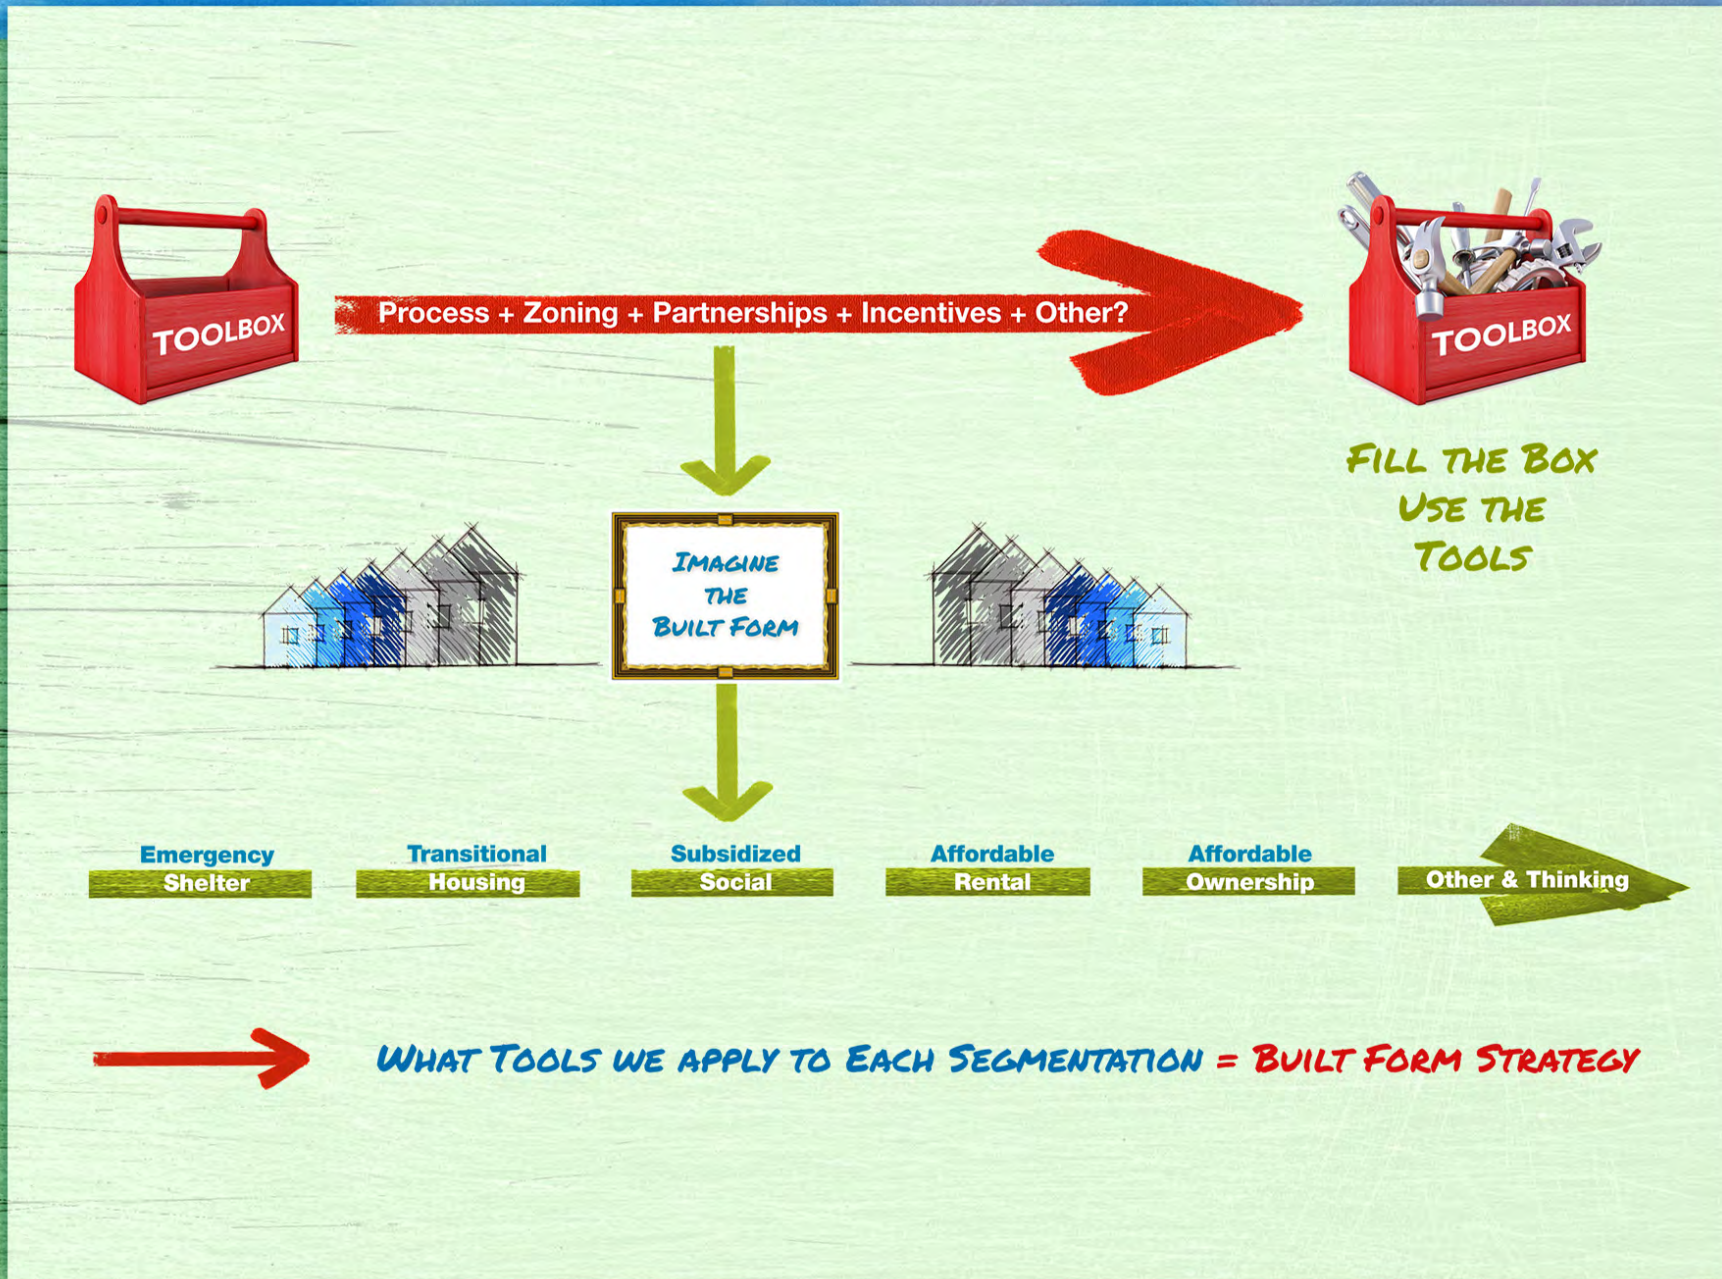 TOOLBOX
Process + Zoning + Partnerships + Incentives + Other?
TOOLBOX
Fill the Box
Use the
Tools
Imagine
the
Built Form
Emergency
Shelter
Transitional
Housing
Subsidized
Social
Affordable
Rental
Affordable
Ownership
Other & Thinking
What Tools we apply to Each Segmentation = Built Form Strategy